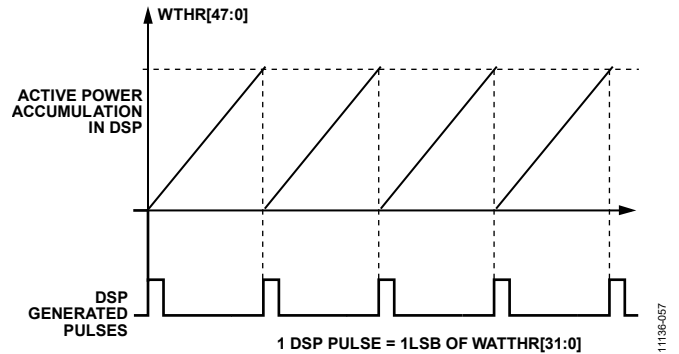 WTHR[47:0]
ACTIVE POWER
ACCUMULATION
IN DSP
DSP
GENERATED
PULSES
1 DSP PULSE = 1LSB OF WATTHR[31:0]
11136-057